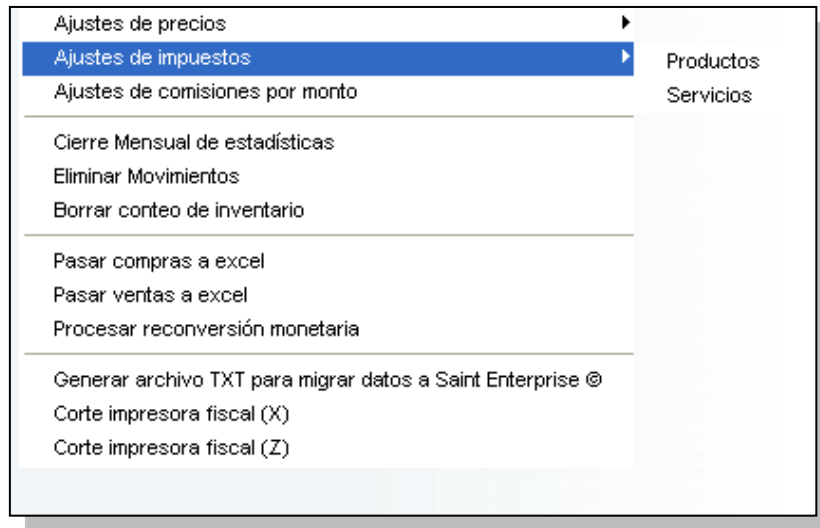 Ajustes de precios
Ajustes de impuestos
Productos
Ajustes de comisiones por monto
Servicios
Cierre Mensual de estadísticas
Eliminar Movimientos
Borrar conteo de inventario
Pasar compras a excel
Pasar ventas a excel
Procesar reconversión monetaria
Generar archivo TXT para migrar datos a Saint Enterprise ©
Corte impresora fiscal (X)
Corte impresora fiscal (Z)